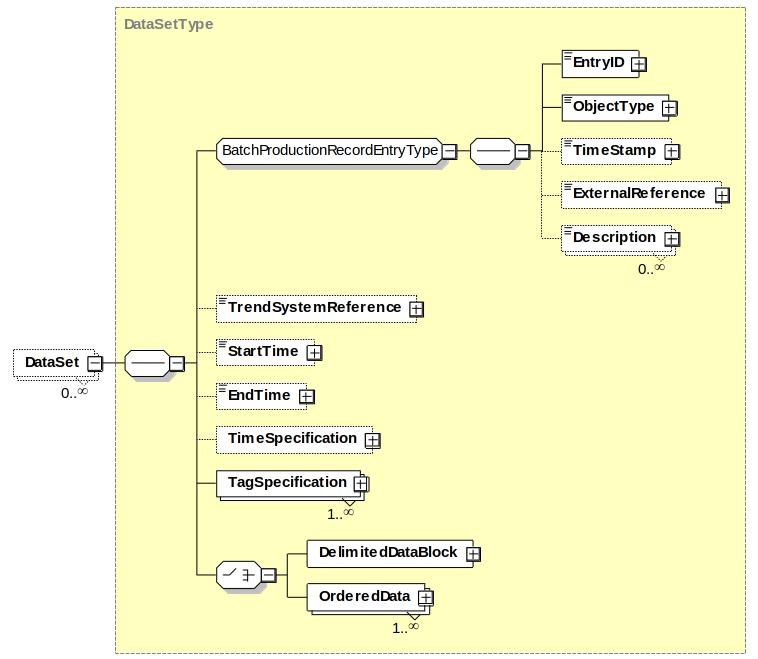 DataSetType
EntryID
ObjectType
BatchProductionRecordEntryType
TimeStamp
ExternalReference
Description
0..∞
TrendSystemReference
StartTime
DataSet
0..∞
EndTime
TimeSpecification
TagSpecification
1..∞
DelimitedDataBlock
OrderedData
1..∞